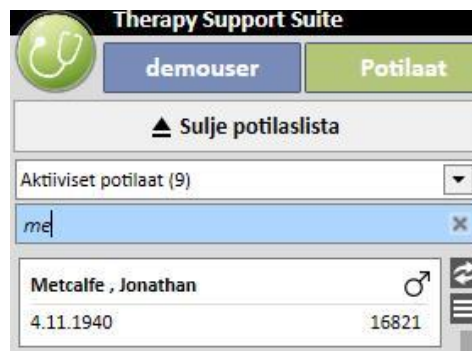 Therapy Support Suite
demouser
Potilaat
Sulje potilaslista
Aktiiviset potilaat (9)
me
Metcalfe , Jonathan
4.11.1940 16821